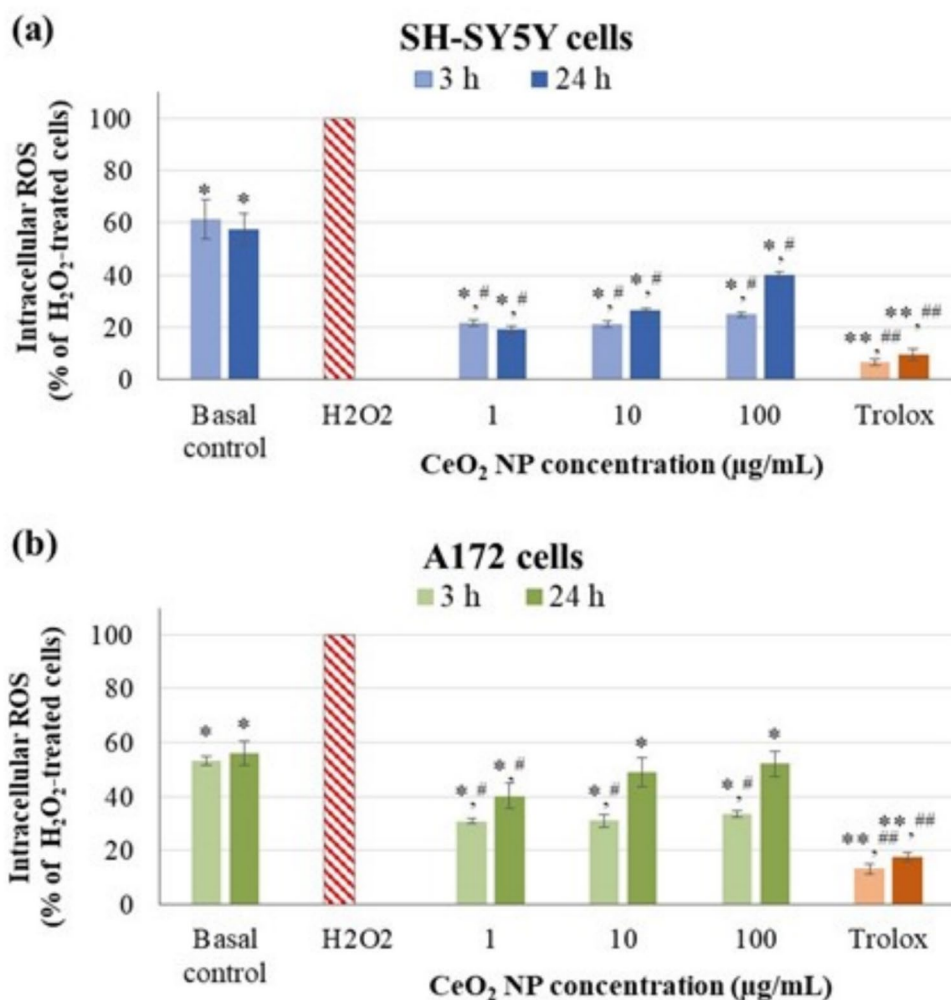 (a)
SH-SY5Y cells
3 h 24 h
Intracellular ROS
(% of H₂O₂-treated cells)
100
80
60
40
20
0
* *
*,# *,# *,# *,# *,# *,#
**,## **,##
Basal control H2O2 1 10 100 Trolox
CeO₂ NP concentration (µg/mL)
(b)
A172 cells
3 h 24 h
Intracellular ROS
(% of H₂O₂-treated cells)
100
80
60
40
20
0
* *
*,# *,# *,# * *,# *
**,## **,##
Basal control H2O2 1 10 100 Trolox
CeO₂ NP concentration (µg/mL)